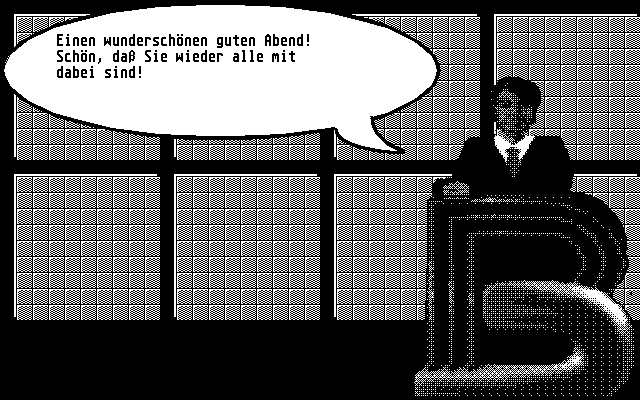 Einen wunderschönen guten Abend!
Schön, daß Sie wieder alle mit
dabei sind!
B